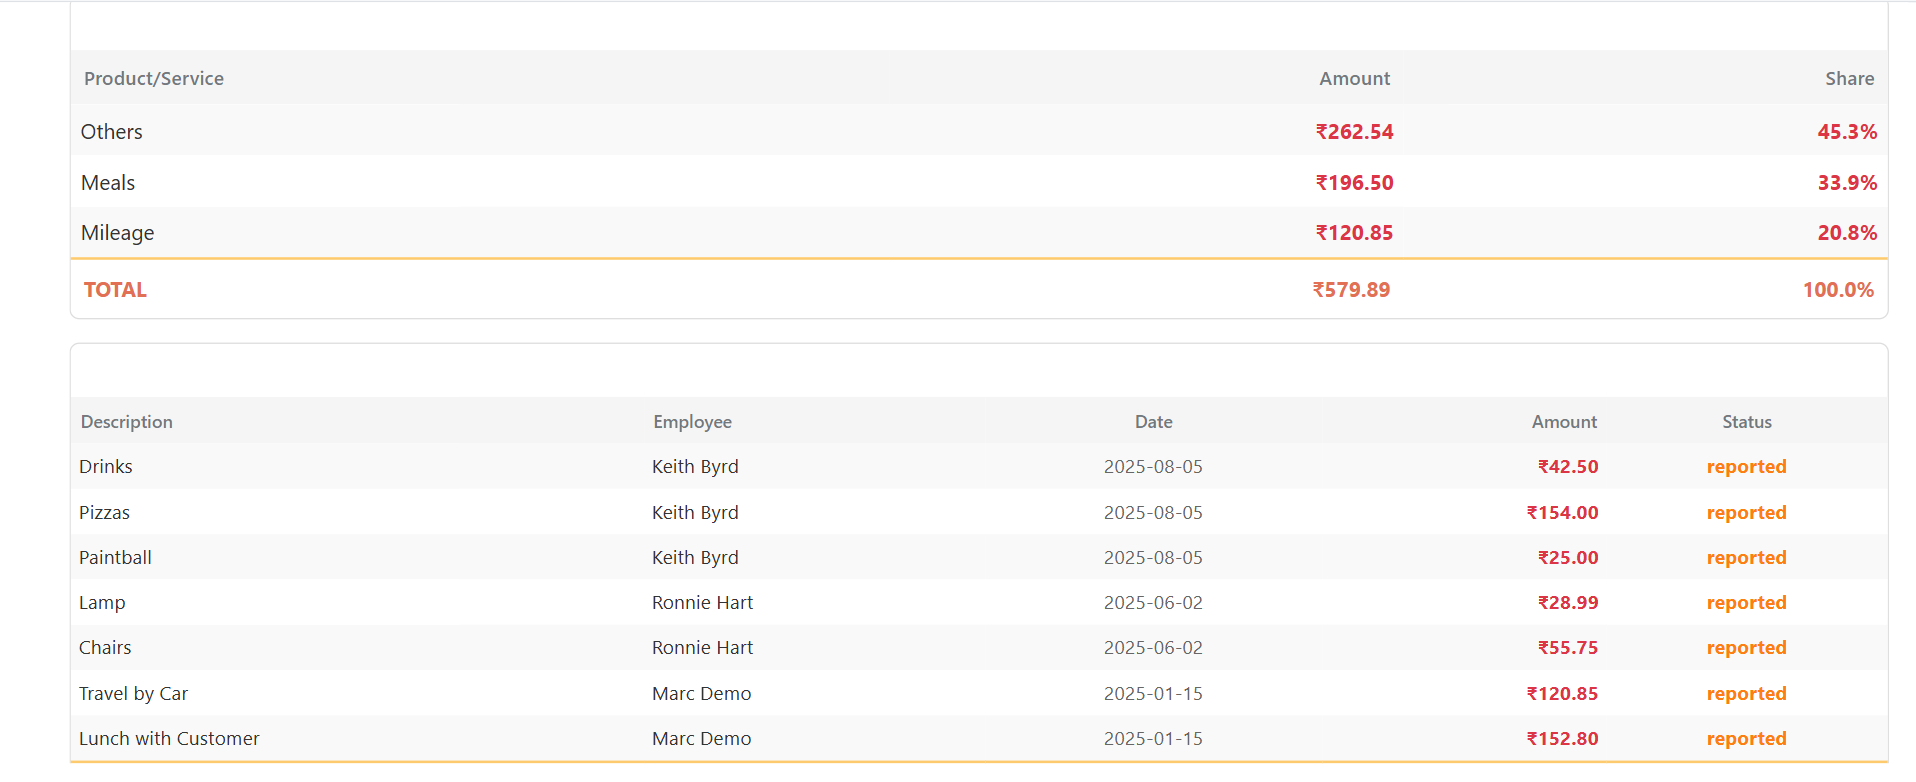 Product/Service Amount Share
Others ₹262.54 45.3%
Meals ₹196.50 33.9%
Mileage ₹120.85 20.8%
TOTAL ₹579.89 100.0%
Description Employee Date Amount Status
Drinks Keith Byrd 2025-08-05 ₹42.50 reported
Pizzas Keith Byrd 2025-08-05 ₹154.00 reported
Paintball Keith Byrd 2025-08-05 ₹25.00 reported
Lamp Ronnie Hart 2025-06-02 ₹28.99 reported
Chairs Ronnie Hart 2025-06-02 ₹55.75 reported
Travel by Car Marc Demo 2025-01-15 ₹120.85 reported
Lunch with Customer Marc Demo 2025-01-15 ₹152.80 reported